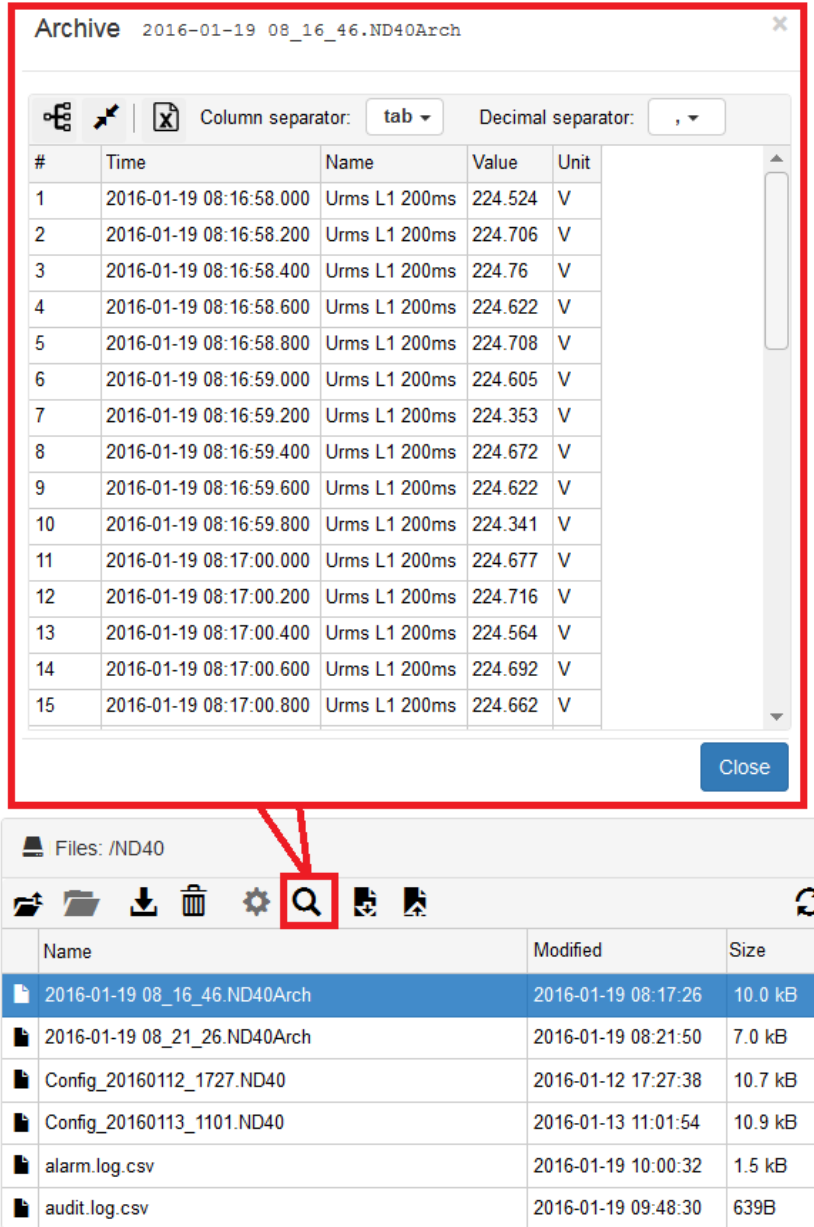 Archive 2016-01-19 08_16_46.ND40Arch ×
Column separator: tab Decimal separator: ,
# Time Name Value Unit
1 2016-01-19 08:16:58.000 Urms L1 200ms 224.524 V
2 2016-01-19 08:16:58.200 Urms L1 200ms 224.706 V
3 2016-01-19 08:16:58.400 Urms L1 200ms 224.76 V
4 2016-01-19 08:16:58.600 Urms L1 200ms 224.622 V
5 2016-01-19 08:16:58.800 Urms L1 200ms 224.708 V
6 2016-01-19 08:16:59.000 Urms L1 200ms 224.605 V
7 2016-01-19 08:16:59.200 Urms L1 200ms 224.353 V
8 2016-01-19 08:16:59.400 Urms L1 200ms 224.672 V
9 2016-01-19 08:16:59.600 Urms L1 200ms 224.622 V
10 2016-01-19 08:16:59.800 Urms L1 200ms 224.341 V
11 2016-01-19 08:17:00.000 Urms L1 200ms 224.677 V
12 2016-01-19 08:17:00.200 Urms L1 200ms 224.716 V
13 2016-01-19 08:17:00.400 Urms L1 200ms 224.564 V
14 2016-01-19 08:17:00.600 Urms L1 200ms 224.692 V
15 2016-01-19 08:17:00.800 Urms L1 200ms 224.662 V
Close
Files: /ND40
Name Modified Size
2016-01-19 08_16_46.ND40Arch 2016-01-19 08:17:26 10.0 kB
2016-01-19 08_21_26.ND40Arch 2016-01-19 08:21:50 7.0 kB
Config_20160112_1727.ND40 2016-01-12 17:27:38 10.7 kB
Config_20160113_1101.ND40 2016-01-13 11:01:54 10.9 kB
alarm.log.csv 2016-01-19 10:00:32 1.5 kB
audit.log.csv 2016-01-19 09:48:30 639B